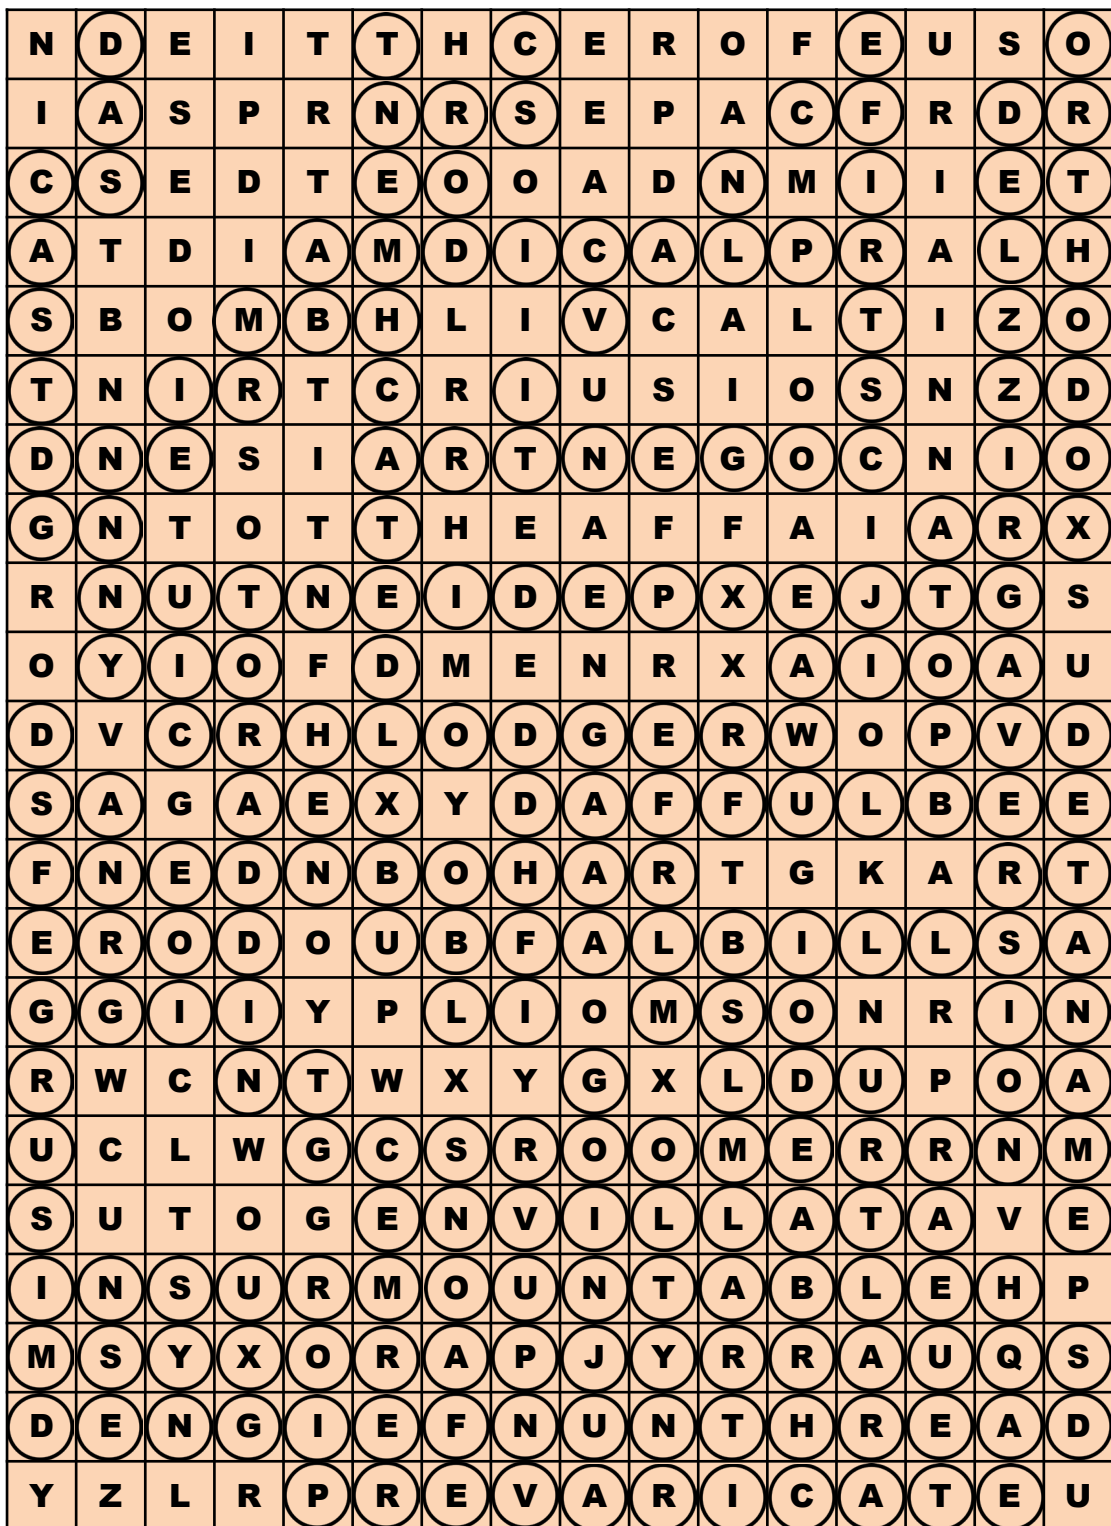 N D E I T T H C E R O F E U S O
I A S P R N R S E P A C F R D R
C S E D T E O O A D N M I I E T
A T D I A M D I C A L P R A L H
S B O M B H L I V C A L T I Z O
T N I R T C R I U S I O S N Z D
D N E S I A R T N E G O C N I O
G N T O T T H E A F F A I A R X
R N U T N E I D E P X E J T G S
O Y I O F D M E N R X A I O A U
D V C R H L O D G E R W O P V D
S A G A E X Y D A F F U L B E E
F N E D N B O H A R T G K A R T
E R O D O U B F A L B I L L S A
G G I I Y P L I O M S O N R I N
R W C N T W X Y G X L D U P O A
U C L W G C S R O O M E R R N M
S U T O G E N V I L L A T A V E
I N S U R M O U N T A B L E H P
M S Y X O R A P J Y R R A U Q S
D E N G I E F N U N T H R E A D
Y Z L R P R E V A R I C A T E U